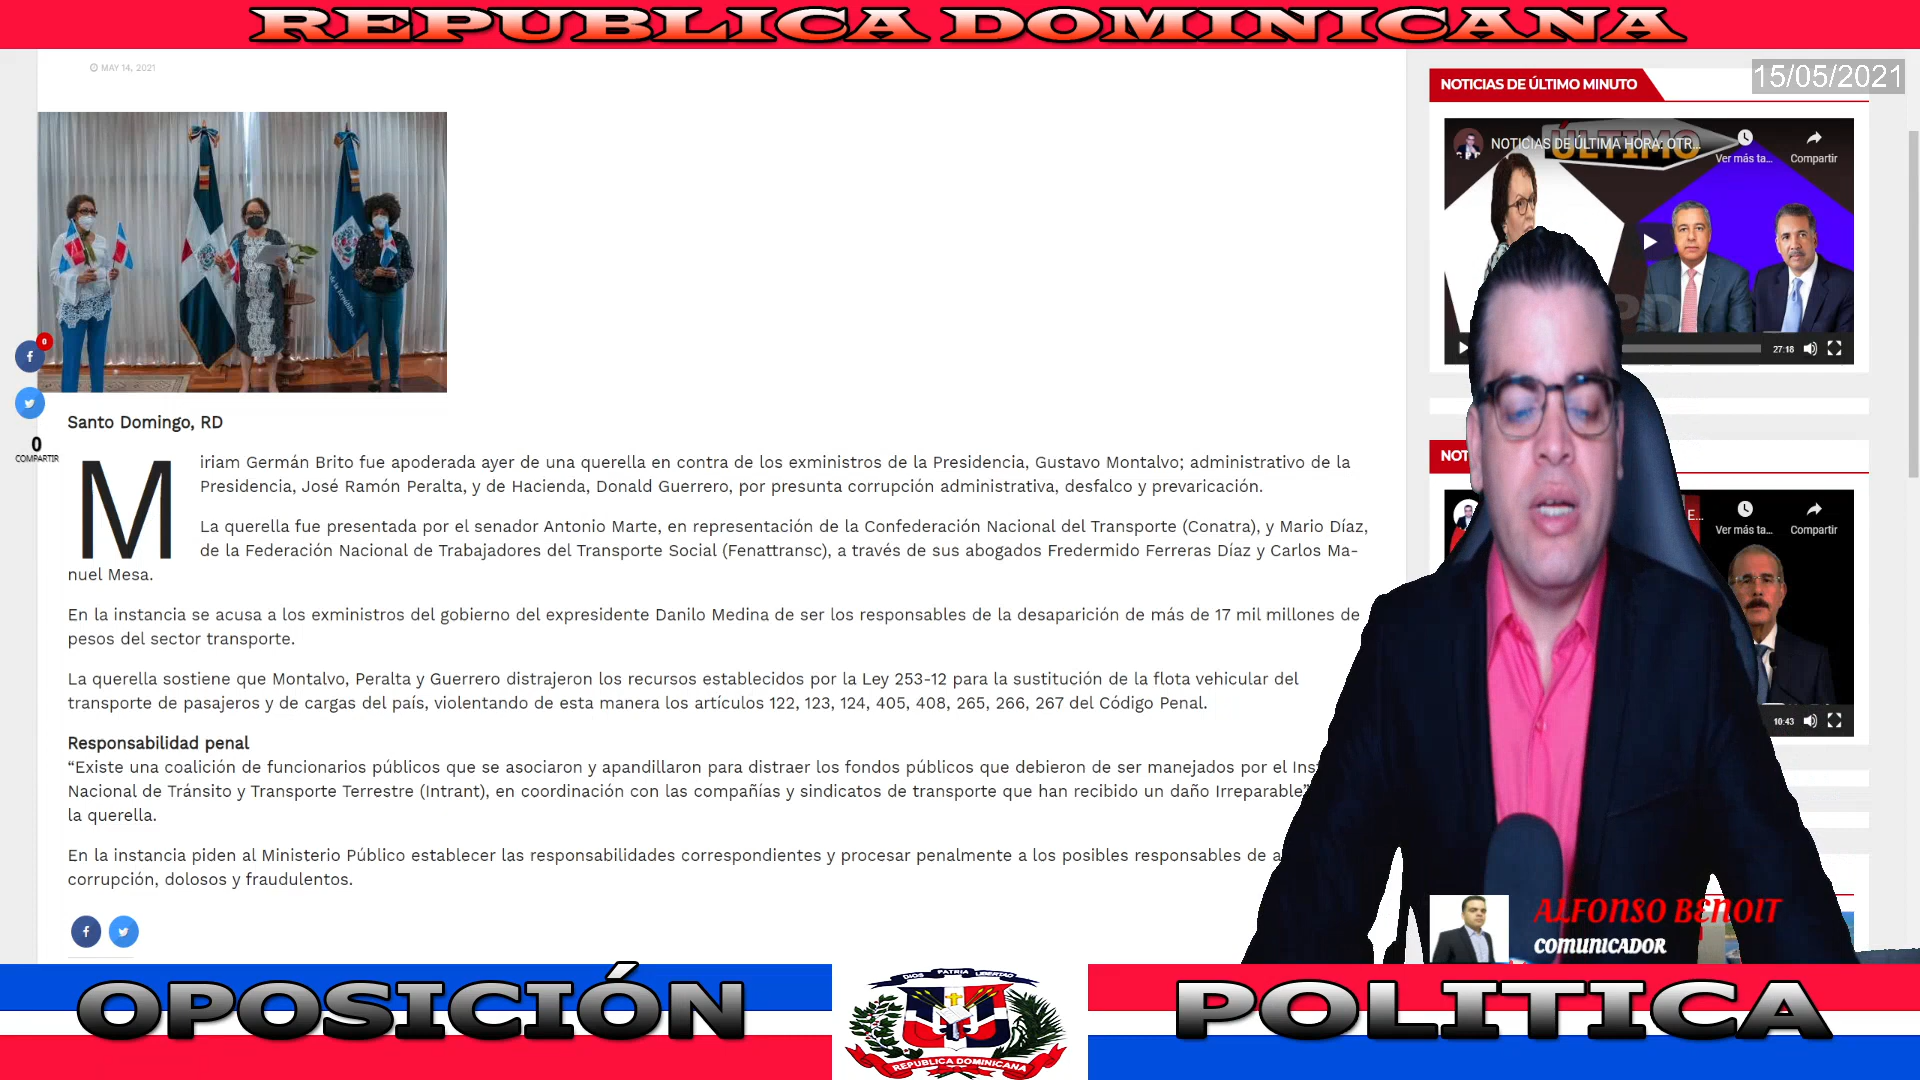 REPUBLICA DOMINICANA
MAY 14, 2021
15/05/2021
NOTICIAS DE ÚLTIMO MINUTO
ÚLTIMO
NOTICIAS DE ÚLTIMA HORA: OTR...
Ver más ta...
Compartir
27:18
0
0
COMPARTIR
Santo Domingo, RD
Miriam Germán Brito fue apoderada ayer de una querella en contra de los exministros de la Presidencia, Gustavo Montalvo; administrativo de la
Presidencia, José Ramón Peralta, y de Hacienda, Donald Guerrero, por presunta corrupción administrativa, desfalco y prevaricación.
La querella fue presentada por el senador Antonio Marte, en representación de la Confederación Nacional del Transporte (Conatra), y Mario Díaz,
de la Federación Nacional de Trabajadores del Transporte Social (Fenattransc), a través de sus abogados Fredermido Ferreras Díaz y Carlos Ma-
nuel Mesa.
En la instancia se acusa a los exministros del gobierno del expresidente Danilo Medina de ser los responsables de la desaparición de más de 17 mil millones de
pesos del sector transporte.
La querella sostiene que Montalvo, Peralta y Guerrero distrajeron los recursos establecidos por la Ley 253-12 para la sustitución de la flota vehicular del
transporte de pasajeros y de cargas del país, violentando de esta manera los artículos 122, 123, 124, 405, 408, 265, 266, 267 del Código Penal.
Responsabilidad penal
“Existe una coalición de funcionarios públicos que se asociaron y apandillaron para distraer los fondos públicos que debieron de ser manejados por el Ins
Nacional de Tránsito y Transporte Terrestre (Intrant), en coordinación con las compañías y sindicatos de transporte que han recibido un daño Irreparable”
la querella.
En la instancia piden al Ministerio Público establecer las responsabilidades correspondientes y procesar penalmente a los posibles responsables de a
corrupción, dolosos y fraudulentos.
NOT
E...
Ver más ta...
Compartir
10:43
ALFONSO BENOIT
COMUNICADOR
OPOSICIÓN
DIOS PATRIA LIBERTAD
REPUBLICA DOMINICANA
POLITICA